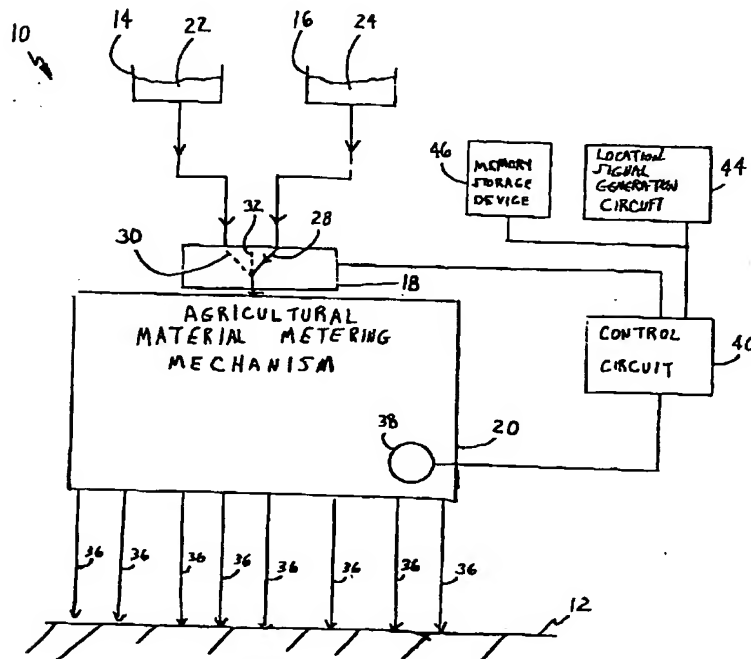 10
14
22
16
24
46
MEMORY
STORAGE
DEVICE
LOCATION
SIGNAL
GENERATION
CIRCUIT
44
30
32
28
18
AGRICULTURAL
MATERIAL METERING
MECHANISM
CONTROL
CIRCUIT
40
38
20
36
36
36
36
36
36
36
36
12